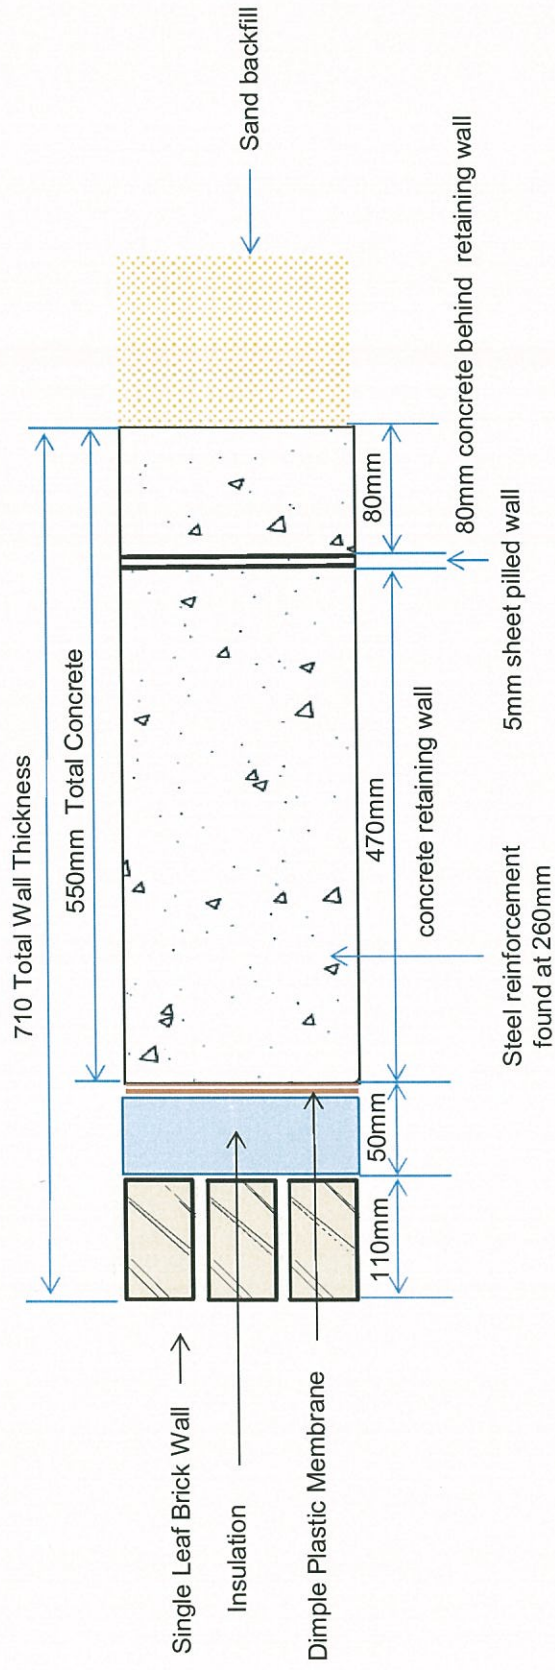 710 Total Wall Thickness
550mm Total Concrete
Single Leaf Brick Wall
Insulation
Dimple Plastic Membrane
Sand backfill
110mm
50mm
470mm
80mm
concrete retaining wall
80mm concrete behind retaining wall
Steel reinforcement
found at 260mm
5mm sheet pilled wall